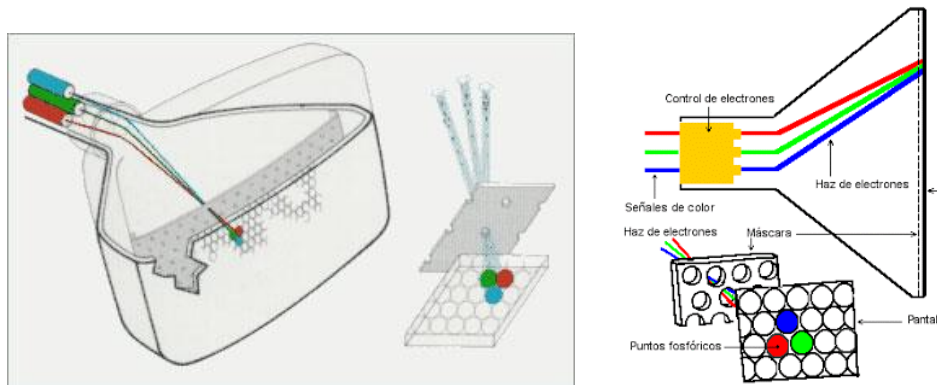 Control de electrones
Haz de electrones
Señales de color
Haz de electrones
Máscara
Pantal
Puntos fosfóricos